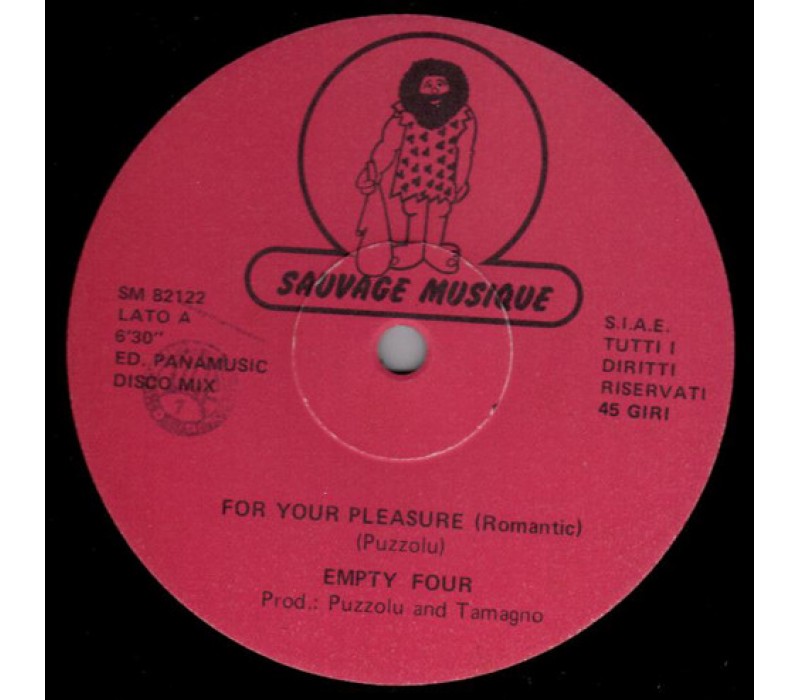 SAUVAGE MUSIQUE
SM 82122
LATO A
6'30"
ED. PANAMUSIC
DISCO MIX
S.I.A.E.
TUTTI I
DIRITTI
RISERVATI
45 GIRI
FOR YOUR PLEASURE (Romantic)
(Puzzolu)
EMPTY FOUR
Prod.: Puzzolu and Tamagno